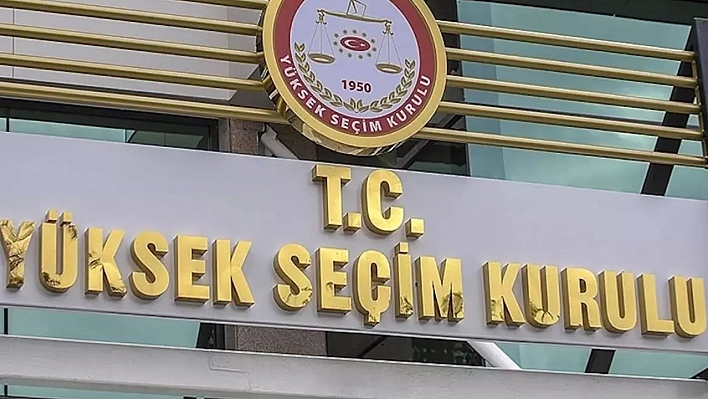 1950
YÜKSEK SEÇİM KURULU
T.C.
YÜKSEK SEÇİM KURULU